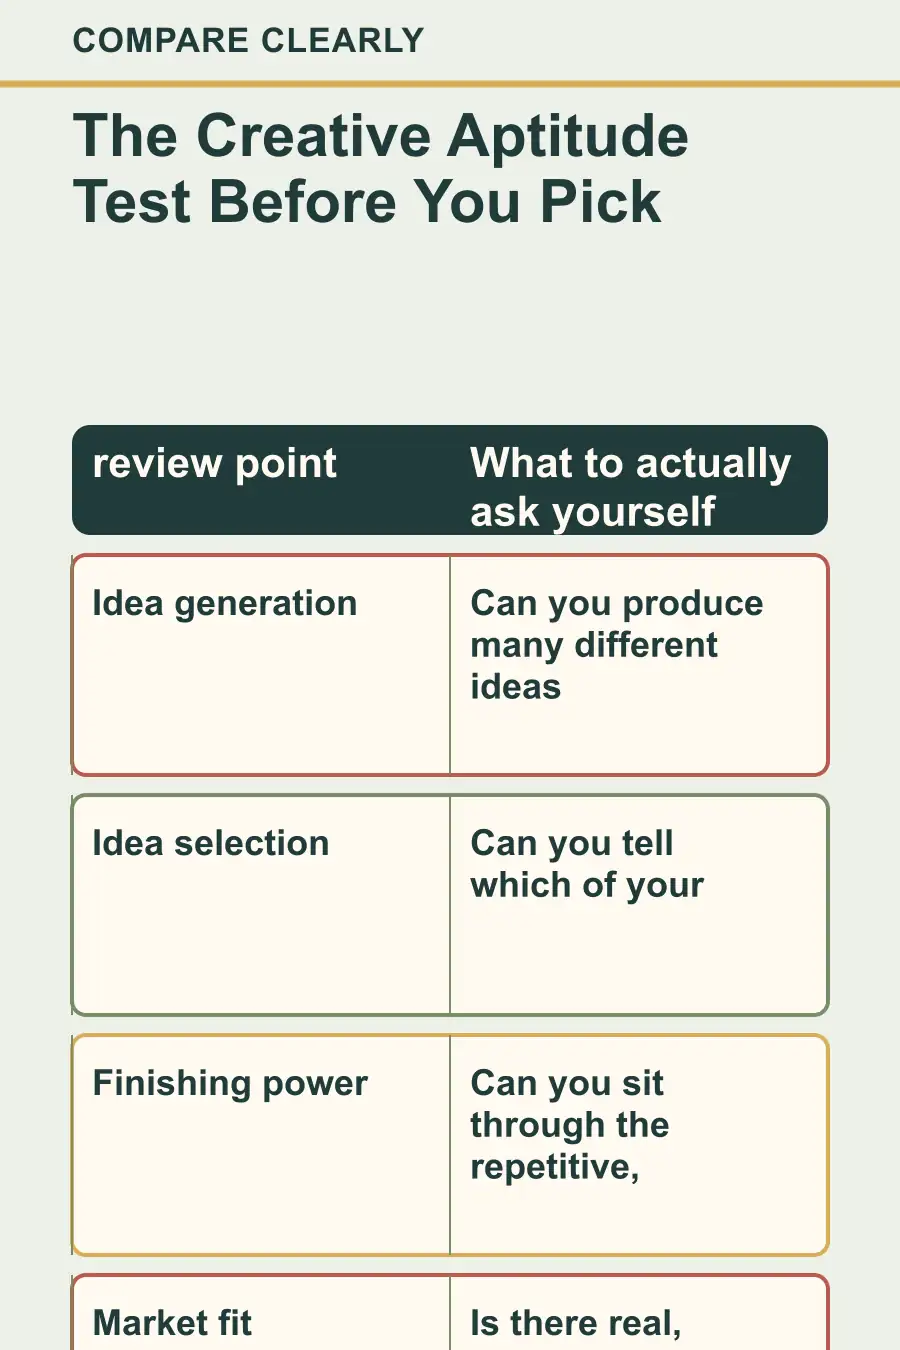 COMPARE CLEARLY
The Creative Aptitude
Test Before You Pick
review point
What to actually
ask yourself
Idea generation
Can you produce
many different
ideas
Idea selection
Can you tell
which of your
Finishing power
Can you sit
through the
repetitive,
Market fit
Is there real,